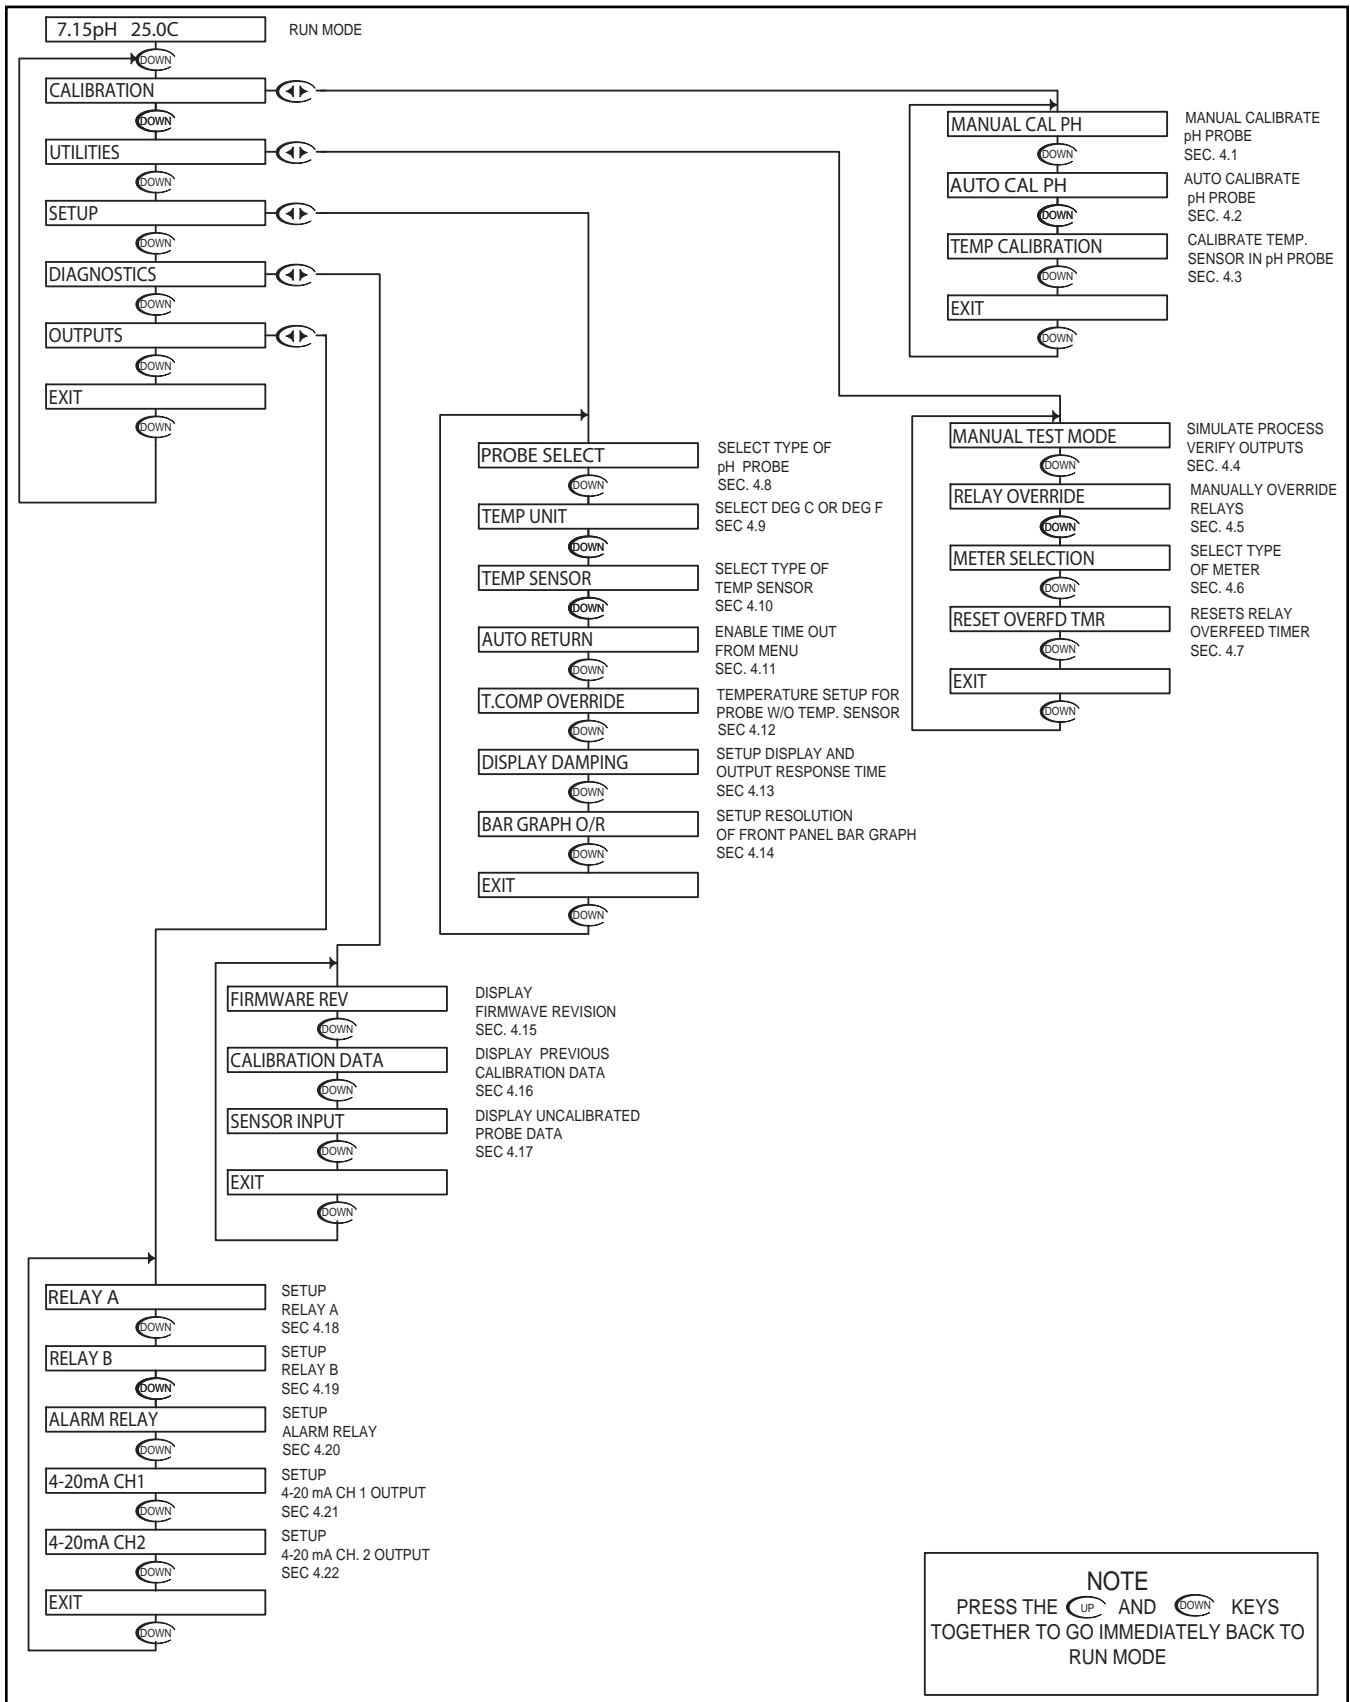 7.15pH 25.0C
RUN MODE
DOWN
CALIBRATION
DOWN
UTILITIES
DOWN
SETUP
DOWN
DIAGNOSTICS
DOWN
OUTPUTS
DOWN
EXIT
DOWN
MANUAL CAL PH
MANUAL CALIBRATE
pH PROBE
SEC. 4.1
DOWN
AUTO CAL PH
AUTO CALIBRATE
pH PROBE
SEC. 4.2
DOWN
TEMP CALIBRATION
CALIBRATE TEMP.
SENSOR IN pH PROBE
SEC. 4.3
DOWN
EXIT
DOWN
MANUAL TEST MODE
SIMULATE PROCESS
VERIFY OUTPUTS
SEC. 4.4
DOWN
RELAY OVERRIDE
MANUALLY OVERRIDE
RELAYS
SEC. 4.5
DOWN
METER SELECTION
SELECT TYPE
OF METER
SEC. 4.6
DOWN
RESET OVERFD TMR
RESETS RELAY
OVERFEED TIMER
SEC. 4.7
DOWN
EXIT
DOWN
PROBE SELECT
SELECT TYPE OF
pH PROBE
SEC. 4.8
DOWN
TEMP UNIT
SELECT DEG C OR DEG F
SEC 4.9
DOWN
TEMP SENSOR
SELECT TYPE OF
TEMP SENSOR
SEC 4.10
DOWN
AUTO RETURN
ENABLE TIME OUT
FROM MENU
SEC. 4.11
DOWN
T.COMP OVERRIDE
TEMPERATURE SETUP FOR
PROBE W/O TEMP. SENSOR
SEC 4.12
DOWN
DISPLAY DAMPING
SETUP DISPLAY AND
OUTPUT RESPONSE TIME
SEC 4.13
DOWN
BAR GRAPH O/R
SETUP RESOLUTION
OF FRONT PANEL BAR GRAPH
SEC 4.14
DOWN
EXIT
DOWN
FIRMWARE REV
DISPLAY
FIRMWAVE REVISION
SEC. 4.15
DOWN
CALIBRATION DATA
DISPLAY PREVIOUS
CALIBRATION DATA
SEC 4.16
DOWN
SENSOR INPUT
DISPLAY UNCALIBRATED
PROBE DATA
SEC 4.17
DOWN
EXIT
DOWN
RELAY A
SETUP
RELAY A
SEC 4.18
DOWN
RELAY B
SETUP
RELAY B
SEC 4.19
DOWN
ALARM RELAY
SETUP
ALARM RELAY
SEC 4.20
DOWN
4-20mA CH1
SETUP
4-20 mA CH 1 OUTPUT
SEC 4.21
DOWN
4-20mA CH2
SETUP
4-20 mA CH. 2 OUTPUT
SEC 4.22
DOWN
EXIT
DOWN
NOTE
PRESS THE UP AND DOWN KEYS
TOGETHER TO GO IMMEDIATELY BACK TO
RUN MODE